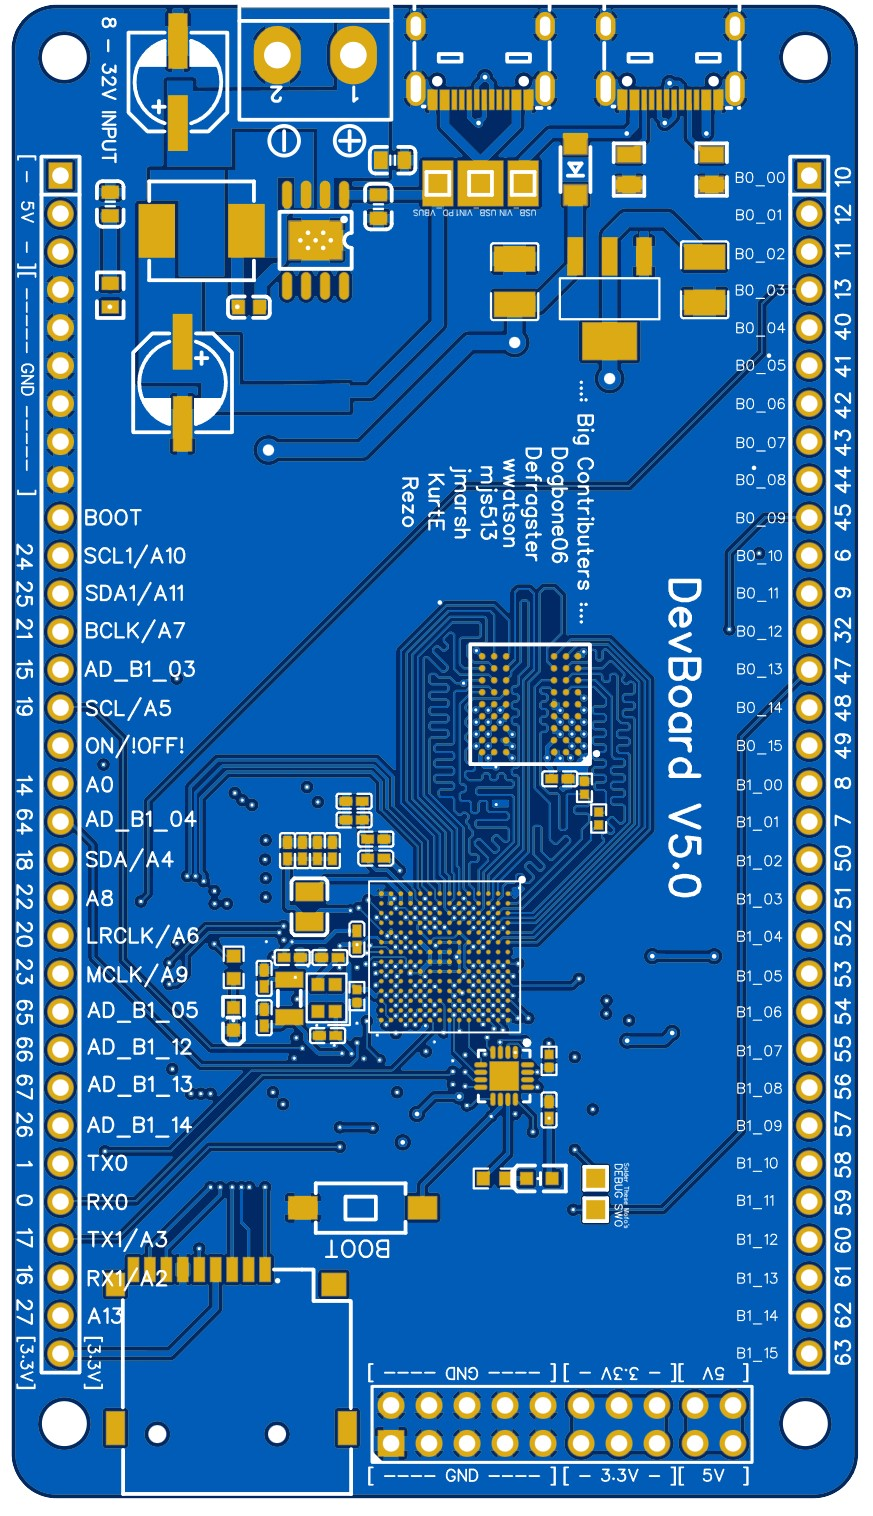 8 - 32V INPUT
2
1
VBUS
VIN1 PD
VIN USB
USB
[ - 5V - ][ ------ GND ------ ]
BOOT
24 SCL1/A10
25 SDA1/A11
21 BCLK/A7
15 AD_B1_03
19 SCL/A5
ON/!OFF!
14 A0
64 AD_B1_04
18 SDA/A4
22 A8
20 LRCLK/A6
23 MCLK/A9
65 AD_B1_05
66 AD_B1_12
67 AD_B1_13
26 AD_B1_14
1 TX0
0 RX0
17 TX1/A3
16 RX1/A2
27 A13
[3.3V] [3.3V]
B0_00 10
B0_01 12
B0_02 11
B0_03 13
B0_04 40
B0_05 41
B0_06 42
B0_07 43
B0_08 44
B0_09 45
B0_10 6
B0_11 9
B0_12 32
B0_13 47
B0_14 48
B0_15 49
B1_00 8
B1_01 7
B1_02 50
B1_03 51
B1_04 52
B1_05 53
B1_06 54
B1_07 55
B1_08 56
B1_09 57
B1_10 58
B1_11 59
B1_12 60
B1_13 61
B1_14 62
B1_15 63
...: Big Contributers :...
Dogbone06
Defragster
wwatson
mjs513
jmarsh
KurtE
Rezo
DevBoard V5.0
Solder These Mofo's
DEBUG SWO
BOOT
[ ---- GND ---- ][ - 3.3V - ][ 5V ]
[ ---- GND ---- ][ - 3.3V - ][ 5V ]